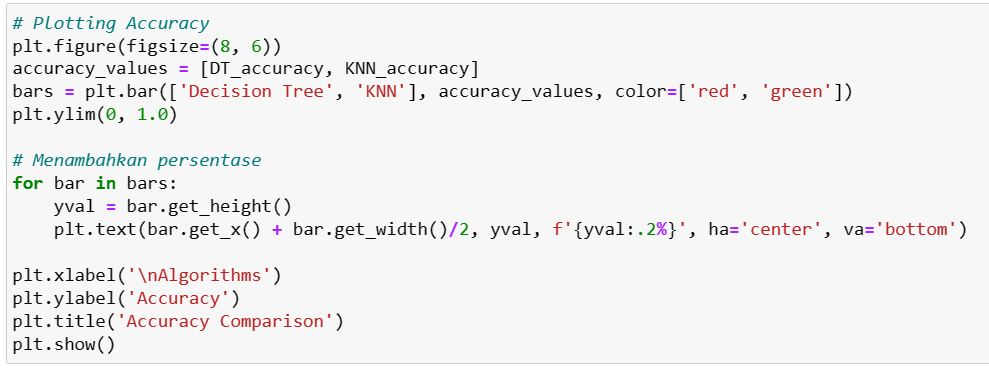 # Plotting Accuracy
plt.figure(figsize=(8, 6))
accuracy_values = [DT_accuracy, KNN_accuracy]
bars = plt.bar(['Decision Tree', 'KNN'], accuracy_values, color=['red', 'green'])
plt.ylim(0, 1.0)

# Menambahkan persentase
for bar in bars:
    yval = bar.get_height()
    plt.text(bar.get_x() + bar.get_width()/2, yval, f'{yval:.2%}', ha='center', va='bottom')

plt.xlabel('\nAlgorithms')
plt.ylabel('Accuracy')
plt.title('Accuracy Comparison')
plt.show()